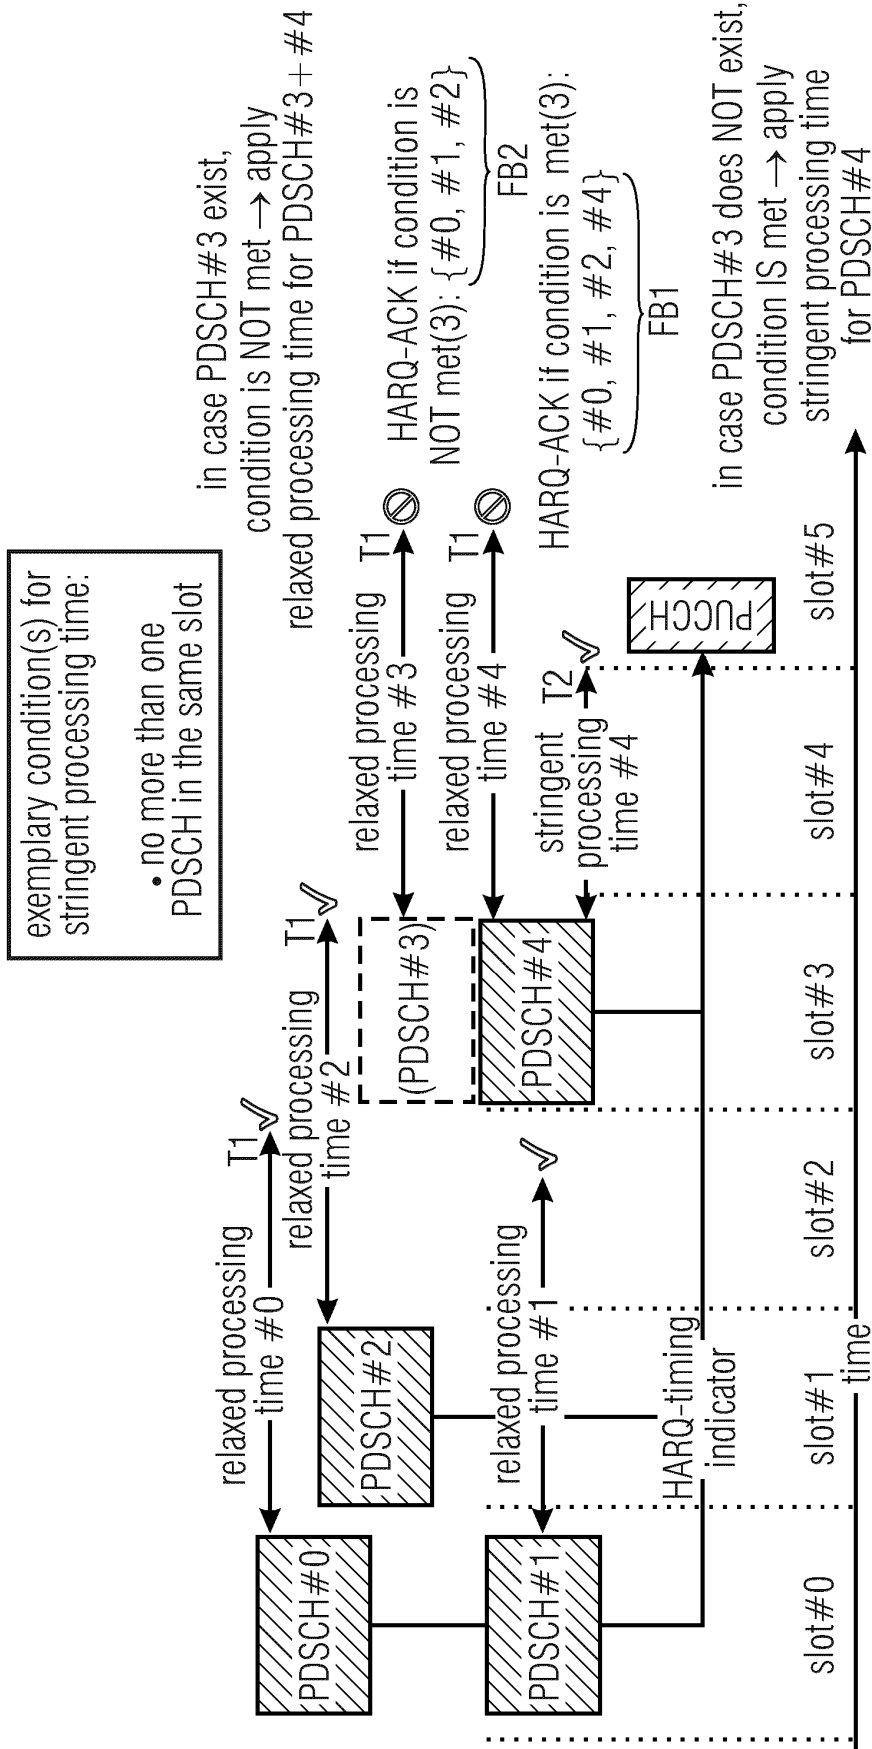 exemplary condition(s) for
stringent processing time:
• no more than one
PDSCH in the same slot
in case PDSCH#3 exist,
condition is NOT met → apply
relaxed processing time for PDSCH#3+#4
relaxed processing
time #0
T1
PDSCH#0
relaxed processing
time #2
T1
PDSCH#2
relaxed processing
time #3
T1
(PDSCH#3)
HARQ-ACK if condition is
NOT met(3): {#0, #1, #2}
FB2
relaxed processing
time #4
T1
PDSCH#4
relaxed processing
time #1
PDSCH#1
stringent
processing
time #4
T2
HARQ-ACK if condition is met(3):
{#0, #1, #2, #4}
FB1
PUCCH
HARQ-timing
indicator
in case PDSCH#3 does NOT exist,
condition IS met → apply
stringent processing time
for PDSCH#4
slot#0
slot#1
slot#2
slot#3
slot#4
slot#5
time